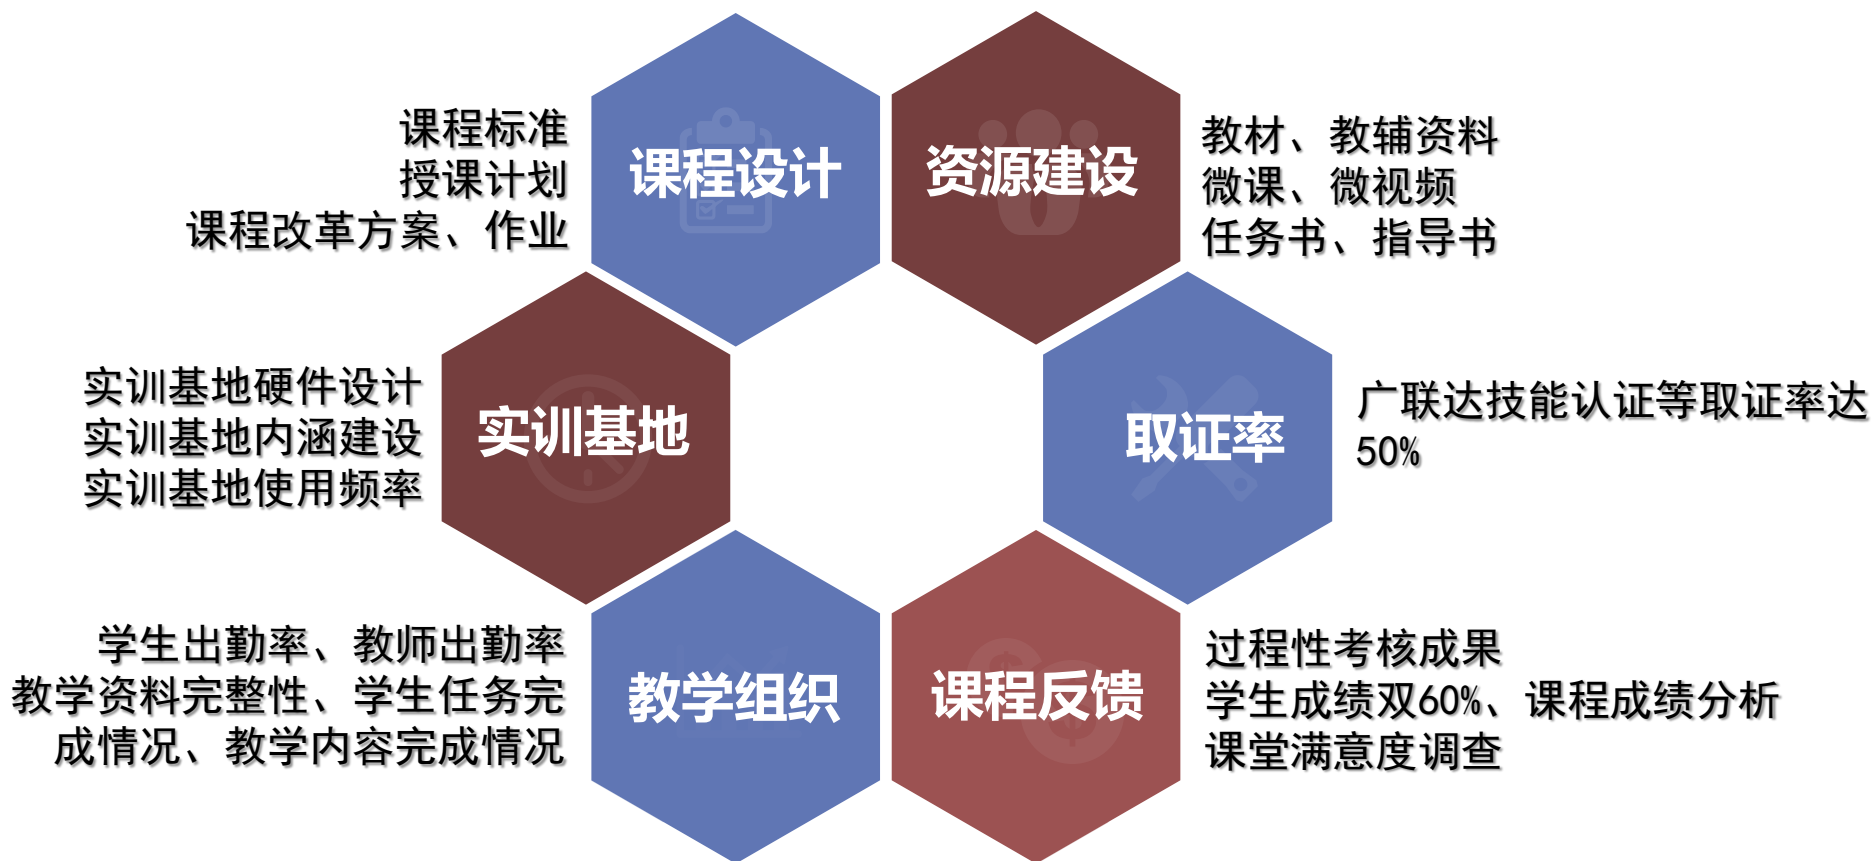 课程标准
授课计划
课程改革方案、作业
课程设计
资源建设
教材、教辅资料
微课、微视频
任务书、指导书
实训基地硬件设计
实训基地内涵建设
实训基地使用频率
实训基地
取证率
广联达技能认证等取证率达
50%
学生出勤率、教师出勤率
教学资料完整性、学生任务完
成情况、教学内容完成情况
教学组织
课程反馈
过程性考核成果
学生成绩双60%、课程成绩分析
课堂满意度调查